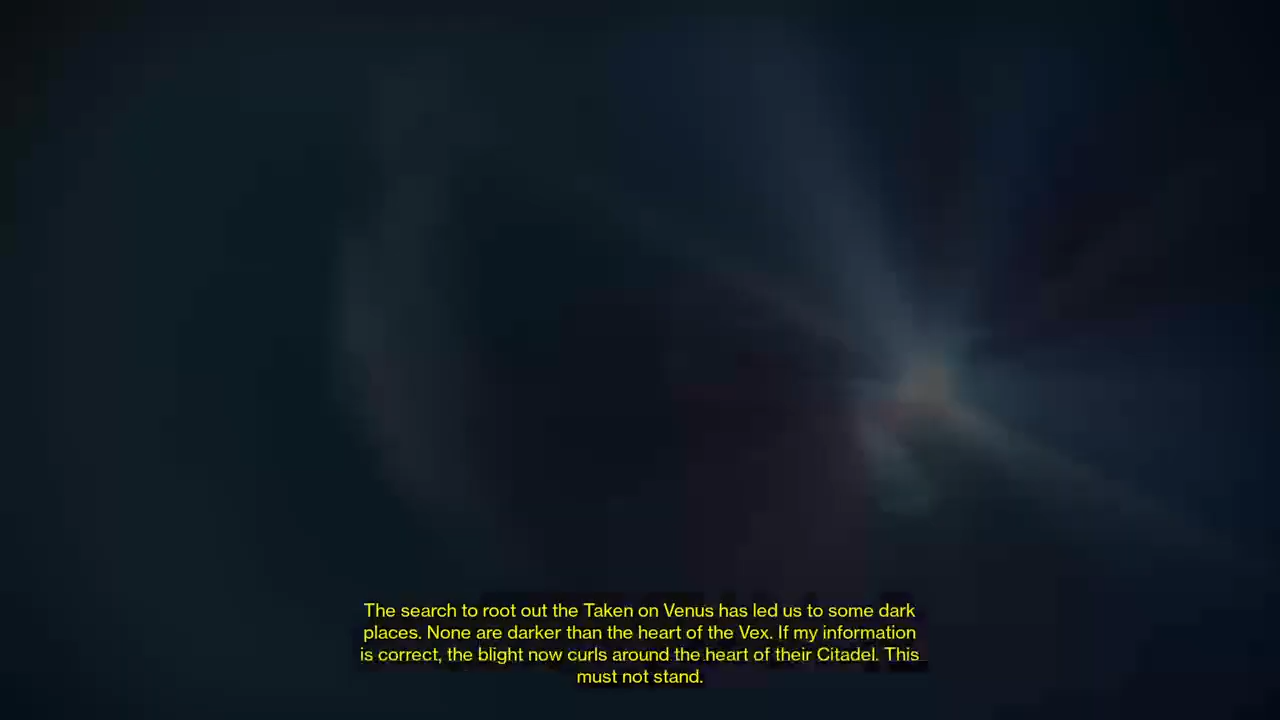 The search to root out the Taken on Venus has led us to some dark
places. None are darker than the heart of the Vex. If my information
is correct, the blight now curls around the heart of their Citadel. This
must not stand.